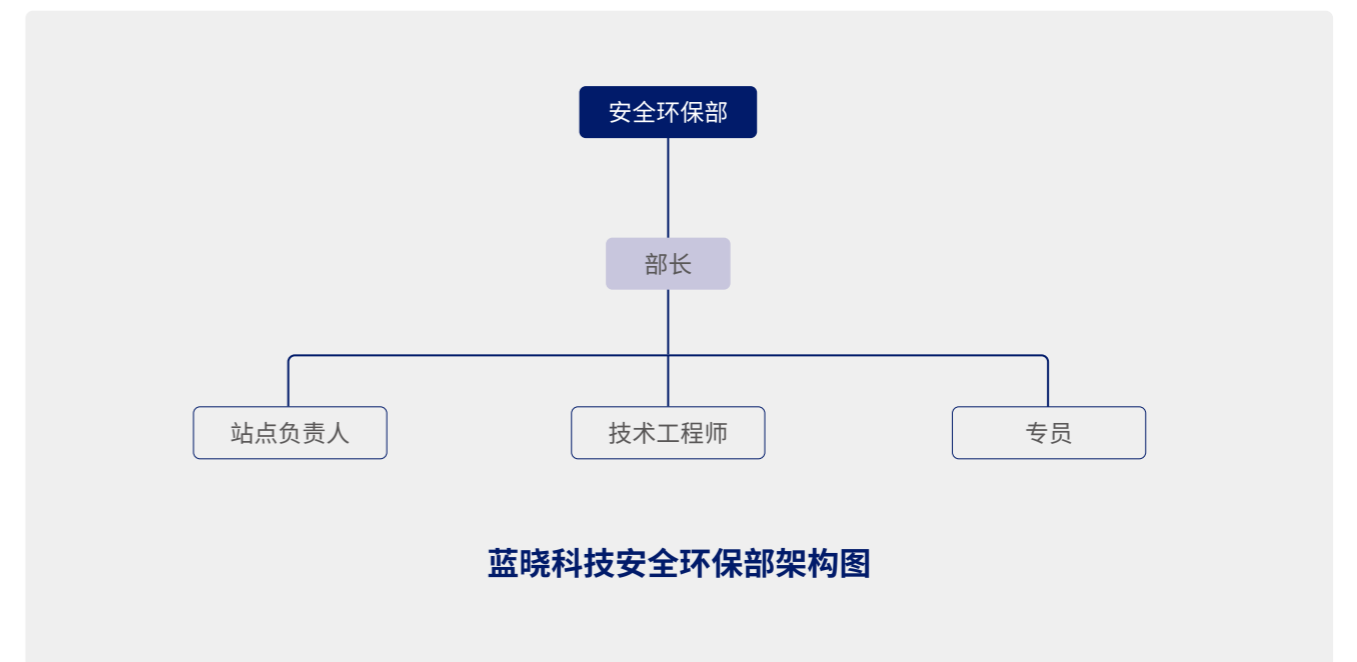 安全环保部
部长
站点负责人
技术工程师
专员
蓝晓科技安全环保部架构图